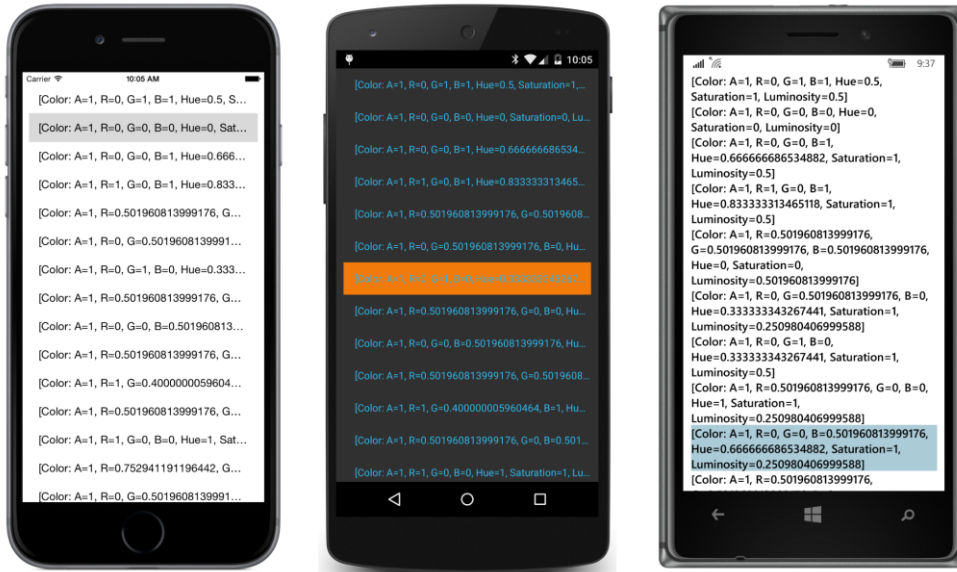 Carrier
10:05 AM
[Color: A=1, R=0, G=1, B=1, Hue=0.5, S...
[Color: A=1, R=0, G=0, B=0, Hue=0, Sat...
[Color: A=1, R=0, G=0, B=1, Hue=0.666...
[Color: A=1, R=1, G=0, B=1, Hue=0.833...
[Color: A=1, R=0.501960813999176, G...
[Color: A=1, R=0, G=0.5019608139991...
[Color: A=1, R=0, G=1, B=0, Hue=0.333...
[Color: A=1, R=0.501960813999176, G...
[Color: A=1, R=0, G=0, B=0.501960813...
[Color: A=1, R=0.501960813999176, G...
[Color: A=1, R=1, G=0.4000000059604...
[Color: A=1, R=0.501960813999176, G...
[Color: A=1, R=1, G=0, B=0, Hue=1, Sat...
[Color: A=1, R=0.752941191196442, G...
[Color: A=1, R=0, G=0.5019608139991...
10:05
[Color: A=1, R=0, G=1, B=1, Hue=0.5, Saturation=1,...
[Color: A=1, R=0, G=0, B=0, Hue=0, Saturation=0, Lu...
[Color: A=1, R=0, G=0, B=1, Hue=0.666666686534...
[Color: A=1, R=1, G=0, B=1, Hue=0.833333313465...
[Color: A=1, R=0.501960813999176, G=0.5019608...
[Color: A=1, R=0, G=0.501960813999176, B=0, Hu...
[Color: A=1, R=0, G=1, B=0,
[Color: A=1, R=0.501960813999176, G=0, B=0, Hu...
[Color: A=1, R=0, G=0, B=0.501960813999176, Hu...
[Color: A=1, R=0.501960813999176, G=0.5019608...
[Color: A=1, R=1, G=0.400000005960464, B=1, Hu...
[Color: A=1, R=0.501960813999176, G=0, B=0.501...
[Color: A=1, R=1, G=0, B=0, Hue=1, Saturation=1, Lu...
9:37
[Color: A=1, R=0, G=1, B=1, Hue=0.5,
Saturation=1, Luminosity=0.5]
[Color: A=1, R=0, G=0, B=0, Hue=0,
Saturation=0, Luminosity=0]
[Color: A=1, R=0, G=0, B=1,
Hue=0.666666686534882, Saturation=1,
Luminosity=0.5]
[Color: A=1, R=1, G=0, B=1,
Hue=0.833333313465118, Saturation=1,
Luminosity=0.5]
[Color: A=1, R=0.501960813999176,
G=0.501960813999176, B=0.501960813999176,
Hue=0, Saturation=0,
Luminosity=0.501960813999176]
[Color: A=1, R=0, G=0.501960813999176, B=0,
Hue=0.333333343267441, Saturation=1,
Luminosity=0.250980406999588]
[Color: A=1, R=0, G=1, B=0,
Hue=0.333333343267441, Saturation=1,
Luminosity=0.5]
[Color: A=1, R=0.501960813999176, G=0, B=0,
Hue=1, Saturation=1,
Luminosity=0.250980406999588]
[Color: A=1, R=0, G=0, B=0.501960813999176,
Hue=0.666666686534882, Saturation=1,
Luminosity=0.250980406999588]
[Color: A=1, R=0.501960813999176,